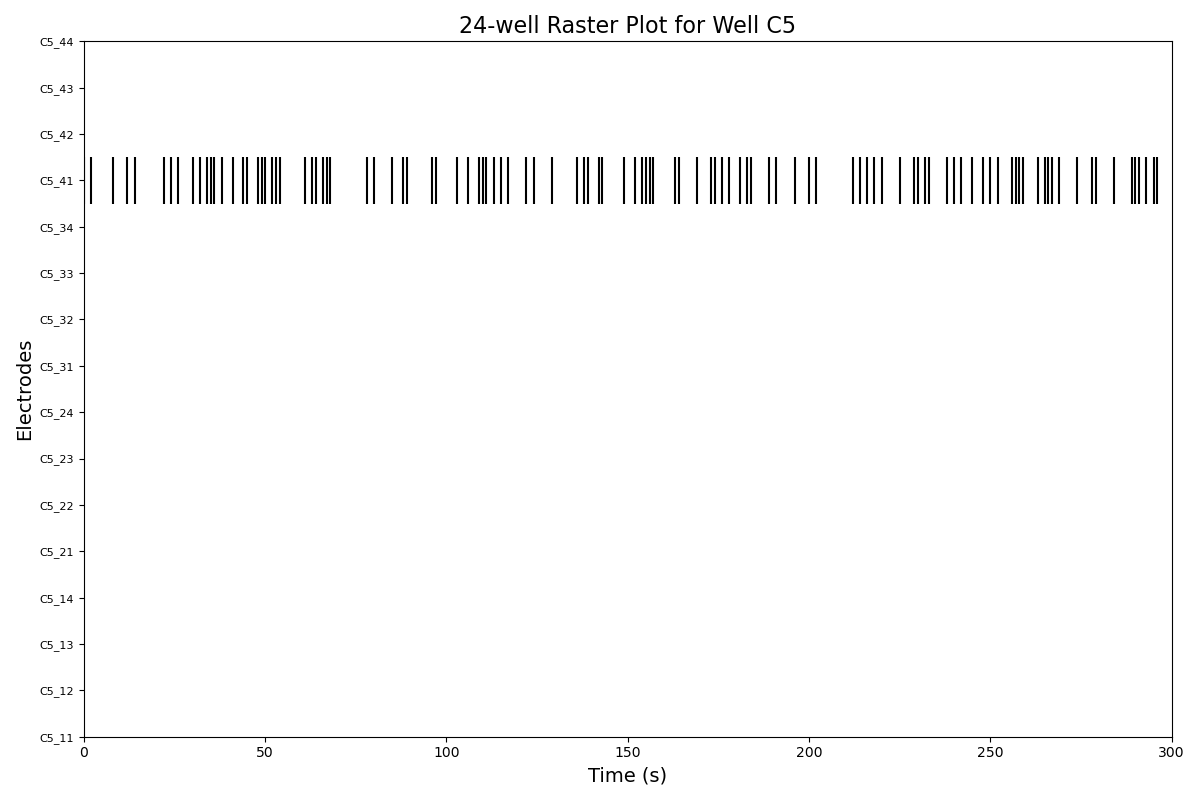 24-well Raster Plot for Well C5
C5_44
C5_43
C5_42
C5_41
C5_34
C5_33
C5_32
C5_31
C5_24
C5_23
C5_22
C5_21
C5_14
C5_13
C5_12
C5_11
Electrodes
0 50 100 150 200 250 300
Time (s)